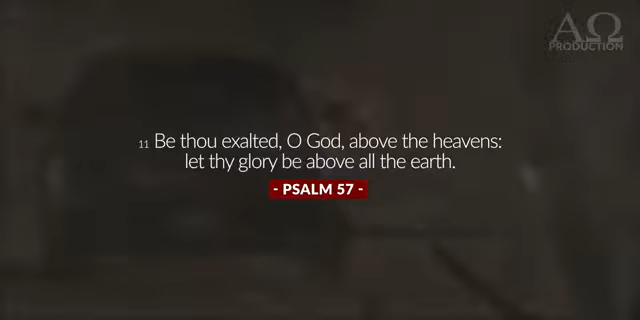 ΑΩ
PRODUCTION
11 Be thou exalted, O God, above the heavens:
let thy glory be above all the earth.
- PSALM 57 -